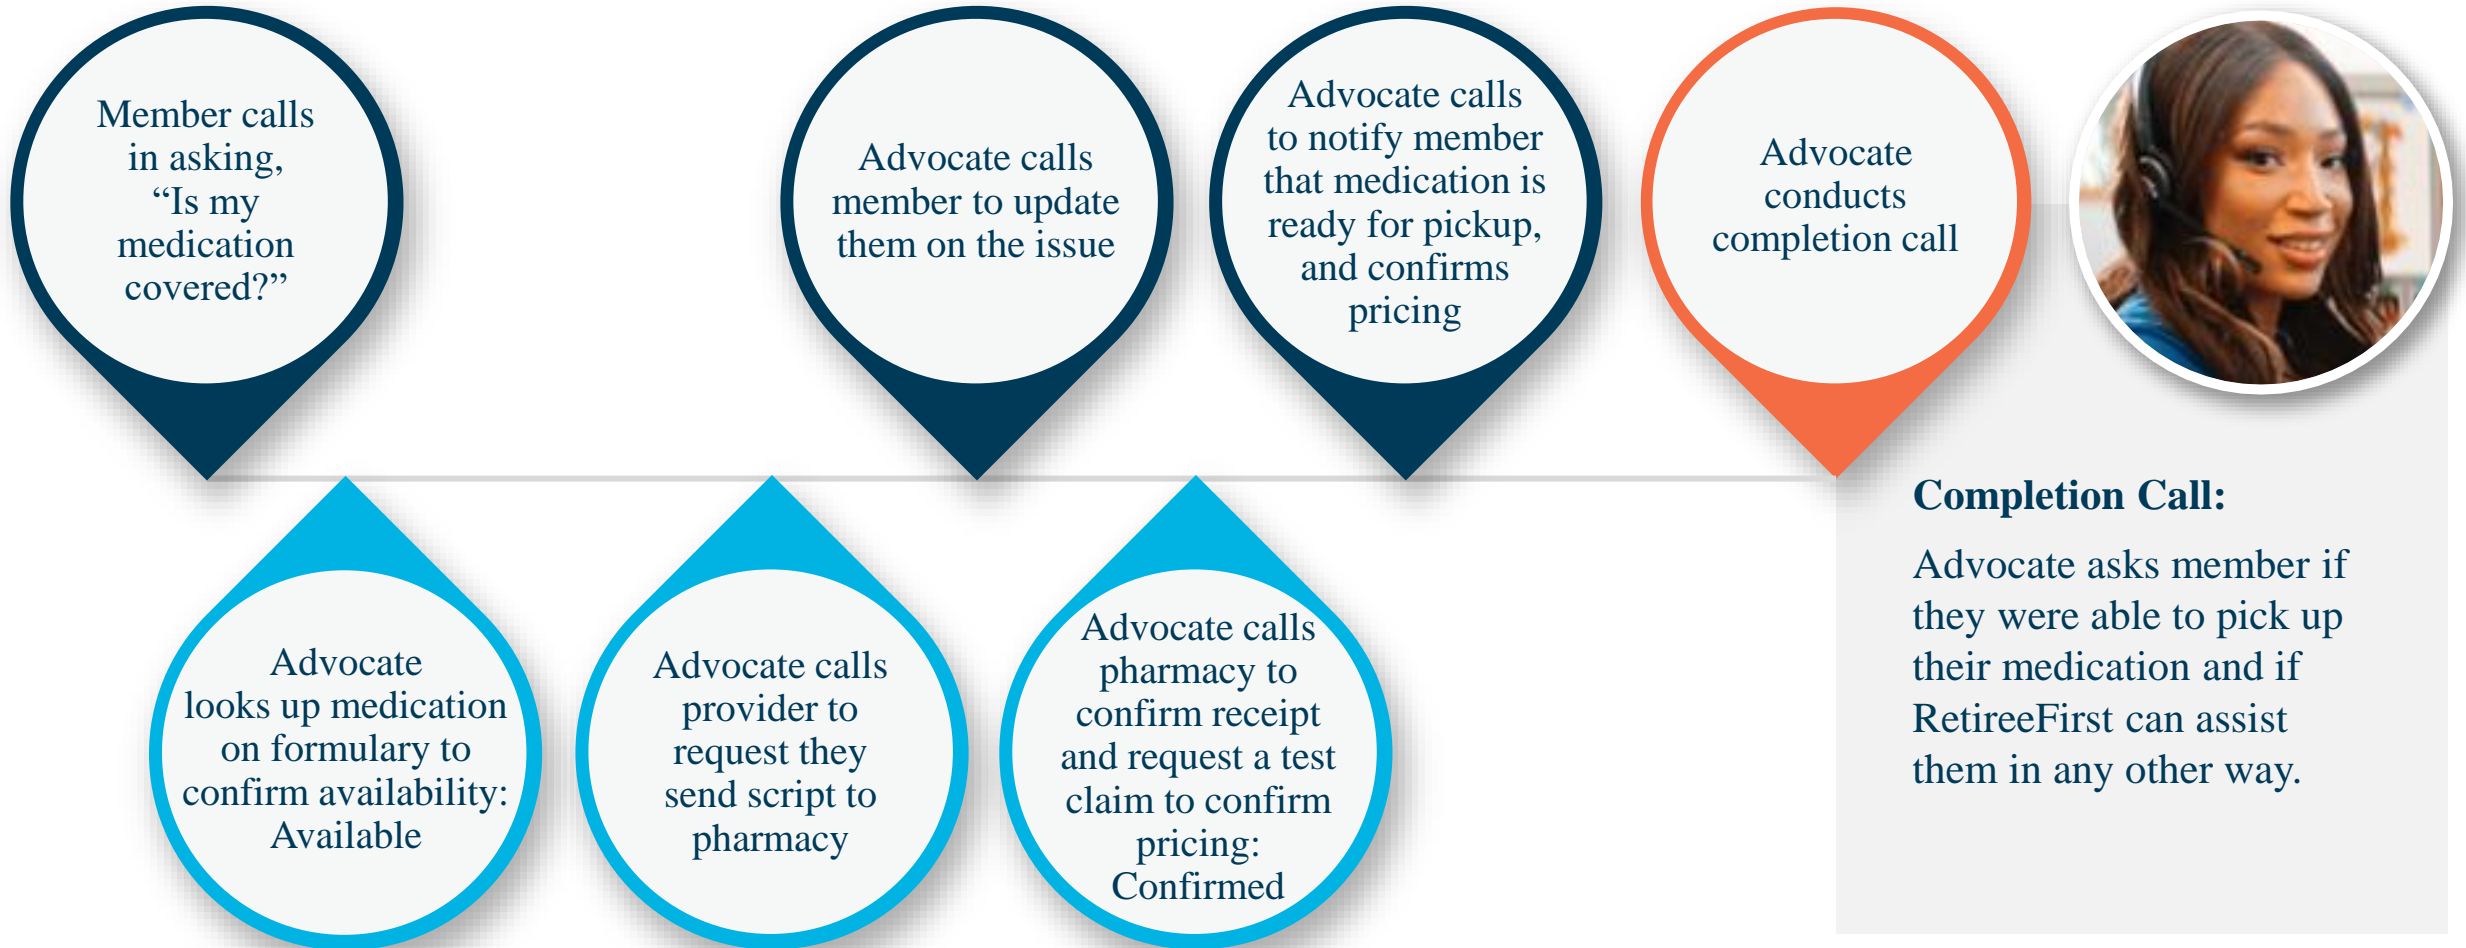 Member calls
in asking,
“Is my
medication
covered?”
Advocate
looks up medication
on formulary to
confirm availability:
Available
Advocate calls
provider to
request they
send script to
pharmacy
Advocate calls
member to update
them on the issue
Advocate calls
pharmacy to
confirm receipt
and request a test
claim to confirm
pricing:
Confirmed
Advocate calls
to notify member
that medication is
ready for pickup,
and confirms
pricing
Advocate
conducts
completion call
Completion Call:
Advocate asks member if
they were able to pick up
their medication and if
RetireeFirst can assist
them in any other way.